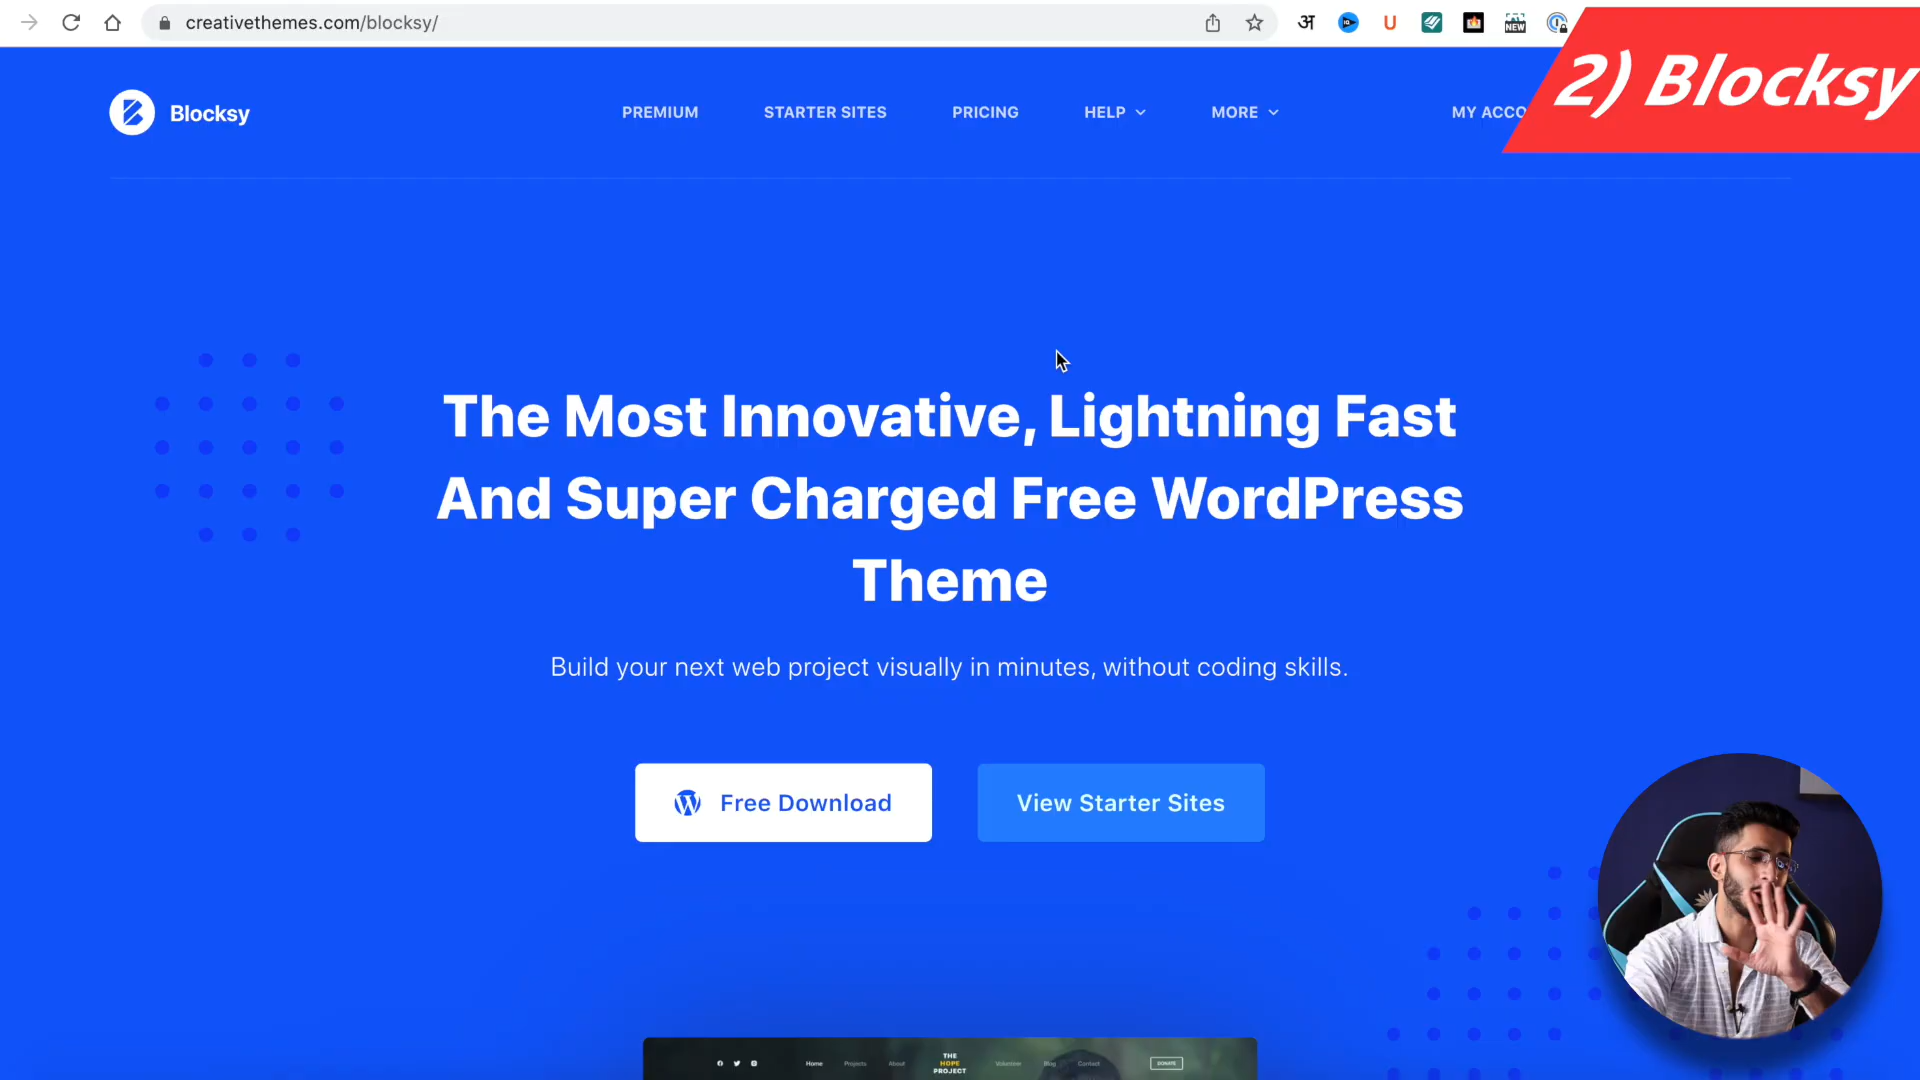 creativethemes.com/blocksy/
अ
U
NEW
2) Blocksy
Blocksy
PREMIUM
STARTER SITES
PRICING
HELP
MORE
MY ACCO
The Most Innovative, Lightning Fast
And Super Charged Free WordPress
Theme
Build your next web project visually in minutes, without coding skills.
Free Download
View Starter Sites
Home
Projects
About
THE
HOPE
PROJECT
Volunteer
Blog
Contact
DONATE